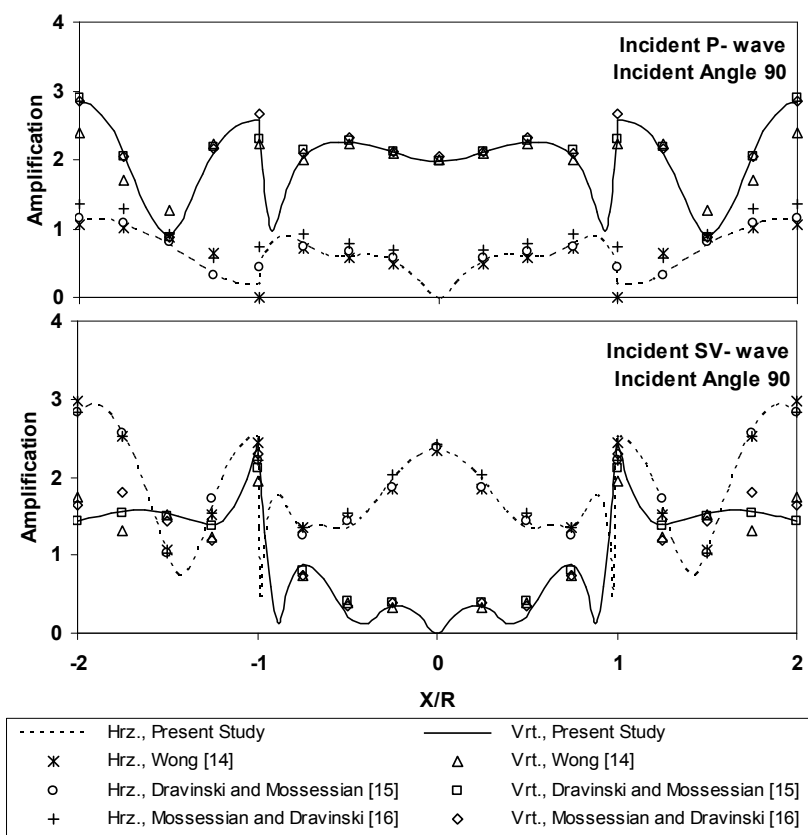 4
Incident P- wave
Incident Angle 90
3
2
1
0
Amplification
4
Incident SV- wave
Incident Angle 90
3
2
1
0
Amplification
-2 -1 0 1 2
X/R
Hrz., Present Study Vrt., Present Study
Hrz., Wong [14] Vrt., Wong [14]
Hrz., Dravinski and Mossessian [15] Vrt., Dravinski and Mossessian [15]
Hrz., Mossessian and Dravinski [16] Vrt., Mossessian and Dravinski [16]